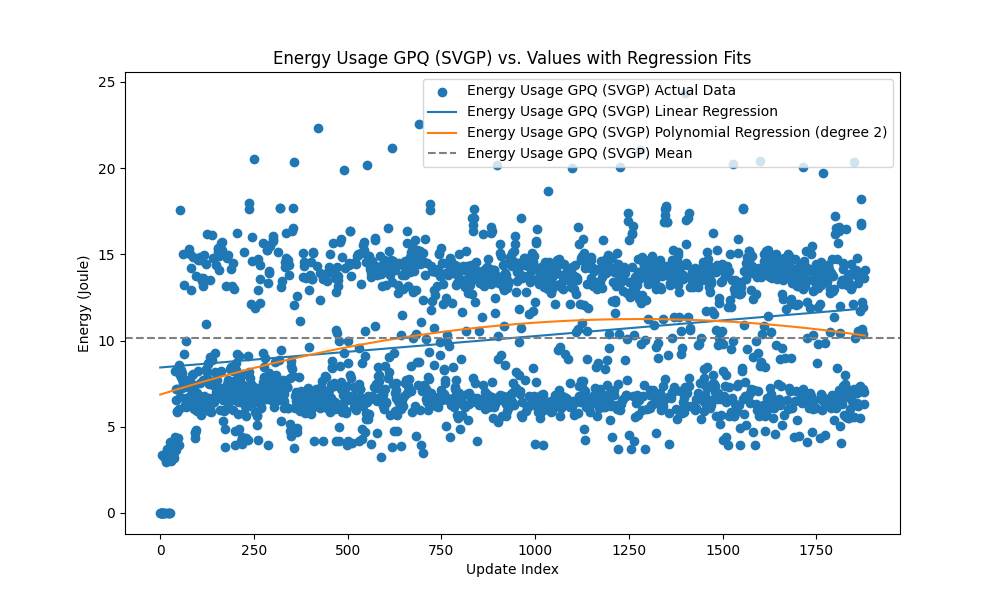 Energy Usage GPQ (SVGP) vs. Values with Regression Fits
Energy Usage GPQ (SVGP) Actual Data
Energy Usage GPQ (SVGP) Linear Regression
Energy Usage GPQ (SVGP) Polynomial Regression (degree 2)
Energy Usage GPQ (SVGP) Mean
Energy (Joule)
25
20
15
10
5
0
0 250 500 750 1000 1250 1500 1750
Update Index